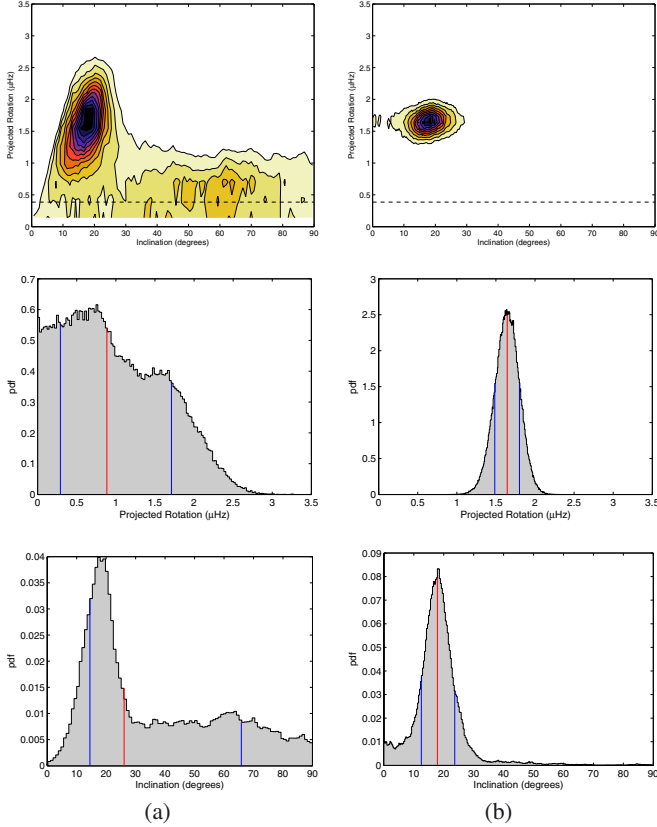 3.5
3
2.5
2
1.5
1
0.5
0
Projected Rotation (µHz)
0 10 20 30 40 50 60 70 80 90
Inclination (degrees)
3.5
3
2.5
2
1.5
1
0.5
0
Projected Rotation (µHz)
0 10 20 30 40 50 60 70 80 90
Inclination (degrees)
0.7
0.6
0.5
0.4
0.3
0.2
0.1
0
pdf
0.5 1 1.5 2 2.5 3 3.5
Projected Rotation (µHz)
3
2.5
2
1.5
1
0.5
0
pdf
0 0.5 1 1.5 2 2.5 3 3.5
Projected Rotation (µHz)
0.04
0.035
0.03
0.025
0.02
0.015
0.01
0.005
0
pdf
0 10 20 30 40 50 60 70 80 90
Inclination (degrees)
0.09
0.08
0.07
0.06
0.05
0.04
0.03
0.02
0.01
0
pdf
0 10 20 30 40 50 60 70 80 90
Inclination (degrees)
(a)
(b)